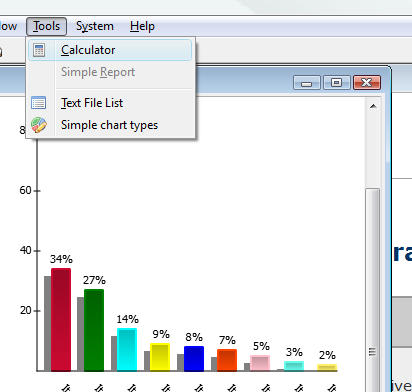 Tools System Help
Calculator
Simple Report
Text File List
Simple chart types
8
60
40
20
34%
27%
14%
9%
8%
7%
5%
3%
2%
ra
ive